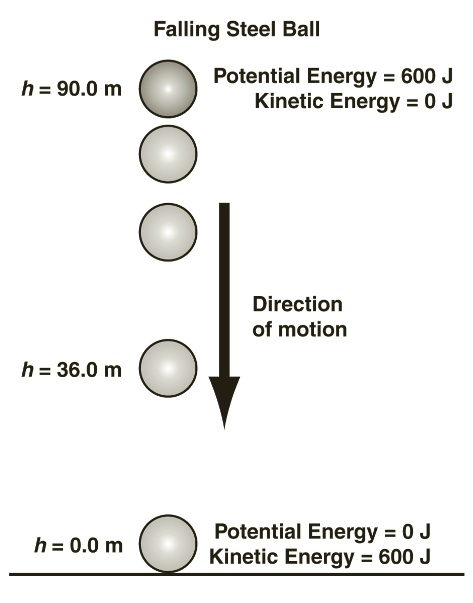 Falling Steel Ball
h = 90.0 m
Potential Energy = 600 J
Kinetic Energy = 0 J
Direction
of motion
h = 36.0 m
h = 0.0 m
Potential Energy = 0 J
Kinetic Energy = 600 J